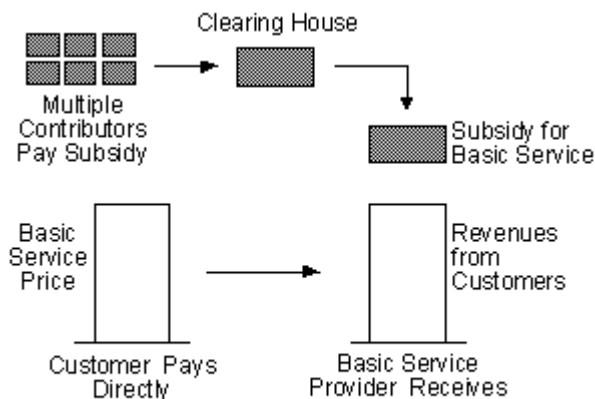 Clearing House
Multiple
Contributors
Pay Subsidy
Subsidy for
Basic Service
Basic
Service
Price
Revenues
from
Customers
Customer Pays
Directly
Basic Service
Provider Receives